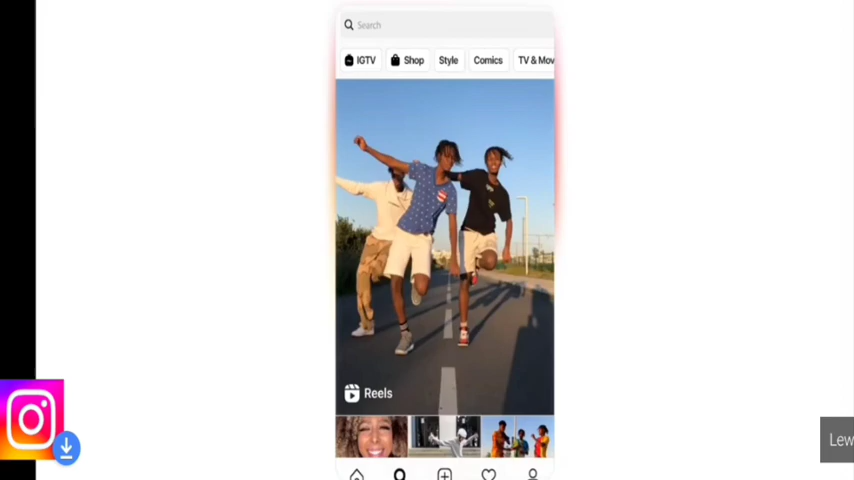 Search
IGTV
Shop
Style
Comics
TV & Mov
Reels
Lew